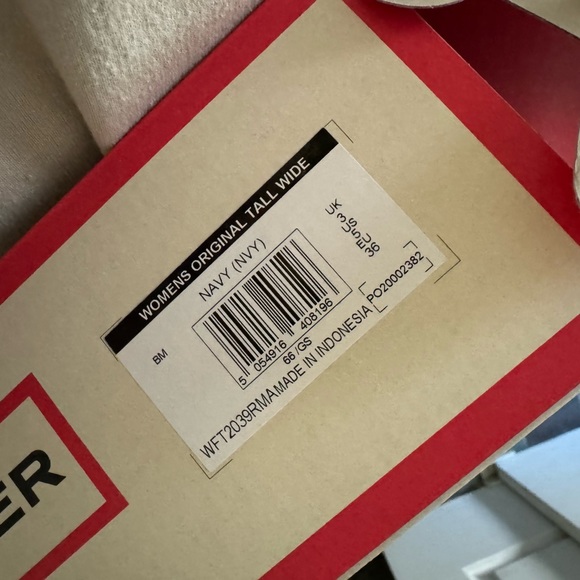 WOMENS ORIGINAL TALL WIDE
NAVY (NVY)
UK
3
US
5
EU
36
BM
5 054916 408196
66 /GS
PO20002382
WFT2039RMAMADE IN INDONESIA
ER